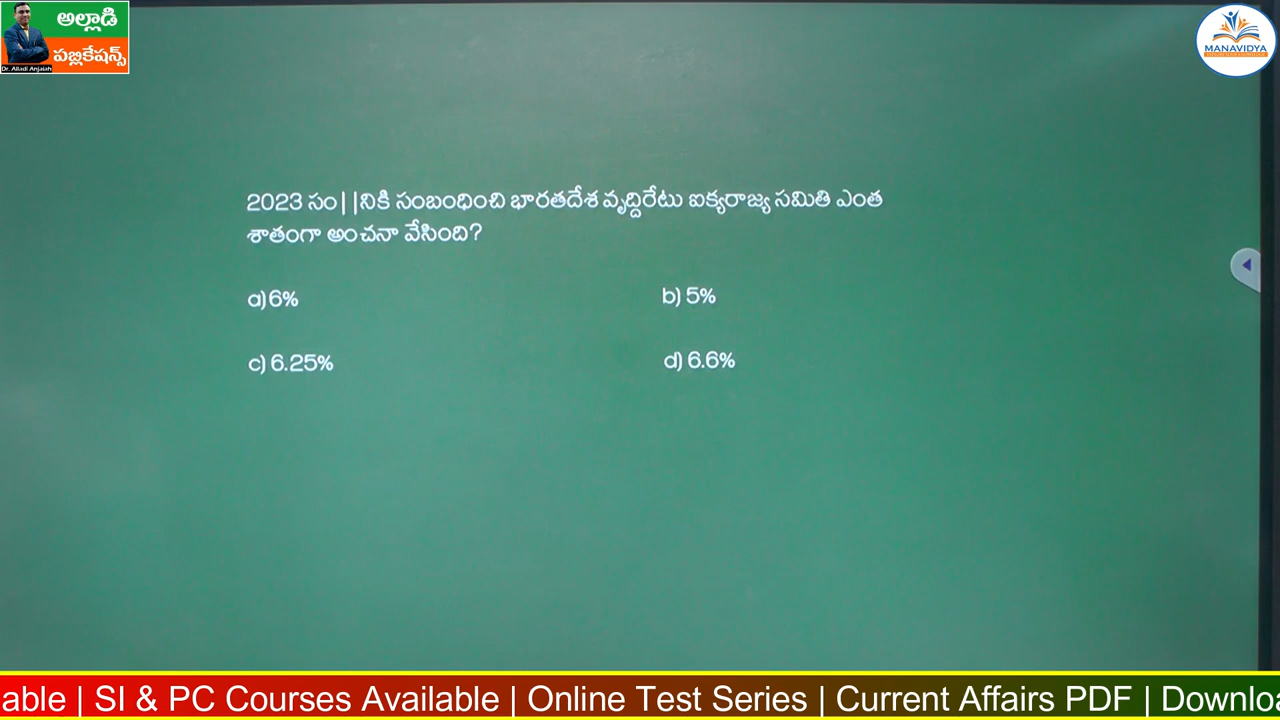 అల్లాడి
పబ్లికేషన్స్
Dr. Alladi Anjaiah
MANAVIDYA
2023 సం||నికి సంబంధించి భారతదేశ వృద్దిరేటు ఐక్యరాజ్య సమితి ఎంత
శాతంగా అంచనా వేసింది?
a) 6%
b) 5%
c) 6.25%
d) 6.6%
able | SI & PC Courses Available | Online Test Series | Current Affairs PDF | Downlo